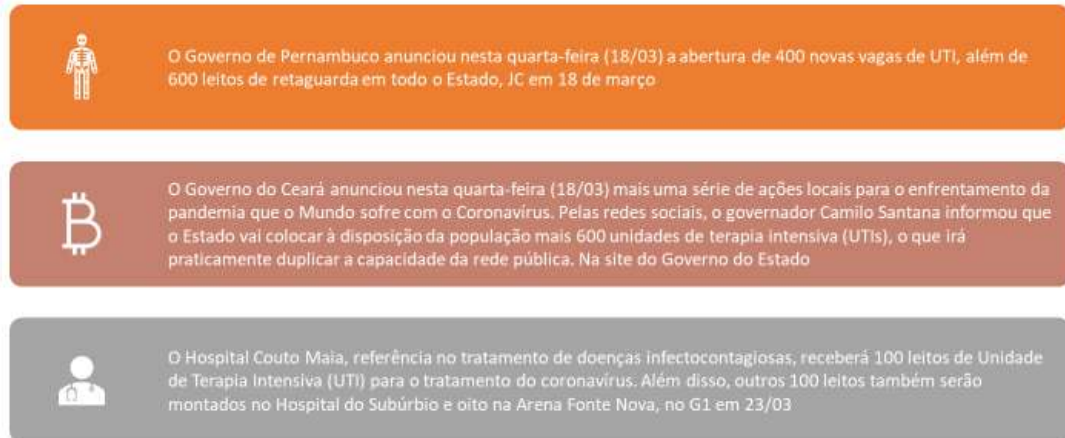 O Governo de Pernambuco anunciou nesta quarta-feira (18/03) a abertura de 400 novas vagas de UTI, além de
600 leitos de retaguarda em todo o Estado, JC em 18 de março
O Governo do Ceará anunciou nesta quarta-feira (18/03) mais uma série de ações locais para o enfrentamento da
pandemia que o Mundo sofre com o Coronavírus. Pelas redes sociais, o governador Camilo Santana informou que
o Estado vai colocar à disposição da população mais 600 unidades de terapia intensiva (UTIs), o que irá
praticamente duplicar a capacidade da rede pública. Na site do Governo do Estado
O Hospital Couto Maia, referência no tratamento de doenças infectocontagiosas, receberá 100 leitos de Unidade
de Terapia Intensiva (UTI) para o tratamento do coronavírus. Além disso, outros 100 leitos também serão
montados no Hospital do Subúrbio e oito na Arena Fonte Nova, no G1 em 23/03